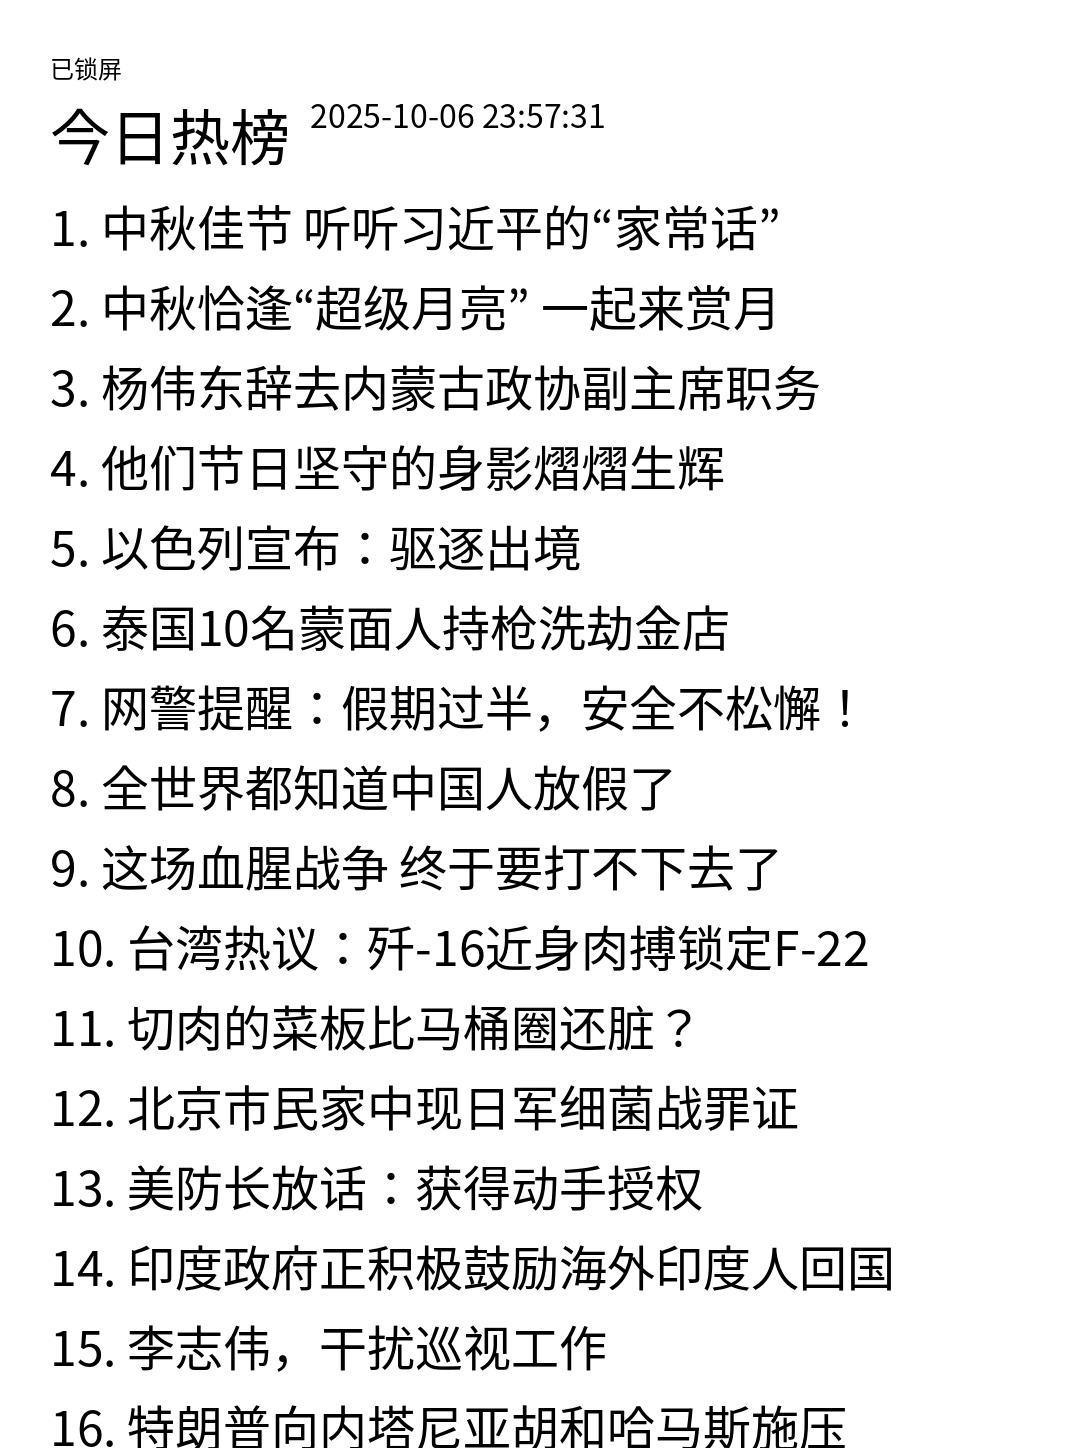 已锁屏
今日热榜 2025-10-06 23:57:31
1. 中秋佳节 听听习近平的“家常话”
2. 中秋恰逢“超级月亮” 一起来赏月
3. 杨伟东辞去内蒙古政协副主席职务
4. 他们节日坚守的身影熠熠生辉
5. 以色列宣布：驱逐出境
6. 泰国10名蒙面人持枪洗劫金店
7. 网警提醒：假期过半，安全不松懈！
8. 全世界都知道中国人放假了
9. 这场血腥战争 终于要打不下去了
10. 台湾热议：歼-16近身肉搏锁定F-22
11. 切肉的菜板比马桶圈还脏？
12. 北京市民家中现日军细菌战罪证
13. 美防长放话：获得动手授权
14. 印度政府正积极鼓励海外印度人回国
15. 李志伟，干扰巡视工作
16. 特朗普向内塔尼亚胡和哈马斯施压